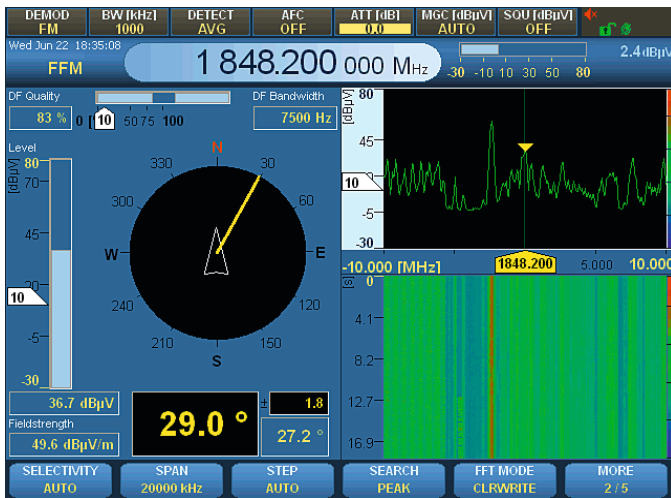 DEMOD BW [kHz] DETECT AFC ATT [dB] MGC [dBµV] SQU [dBµV]
FM 1000 AVG OFF 0.0 AUTO OFF
Wed Jun 22 18:35:08
FFM
1 848.200 000 MHz
2.4 dBµV
-30 -10 10 30 50 80
DF Quality
83 %
0 10 50 75 100
DF Bandwidth
7500 Hz
Level
[dBµV]
80
70
45
10
-5
-30
36.7 dBµV
Fieldstrength
49.6 dBµV/m
N
30
60
E
120
150
S
210
240
W
300
330
29.0 °
± 1.8
27.2 °
[dBµV]
80
45
10
-5
-30
-10.000 [MHz] 1848.200 5.000 10.000
[s]
0
4.1
8.2
12.7
16.9
SELECTIVITY SPAN STEP SEARCH FFT MODE MORE
AUTO 20000 kHz AUTO PEAK CLRWRITE 2 / 5